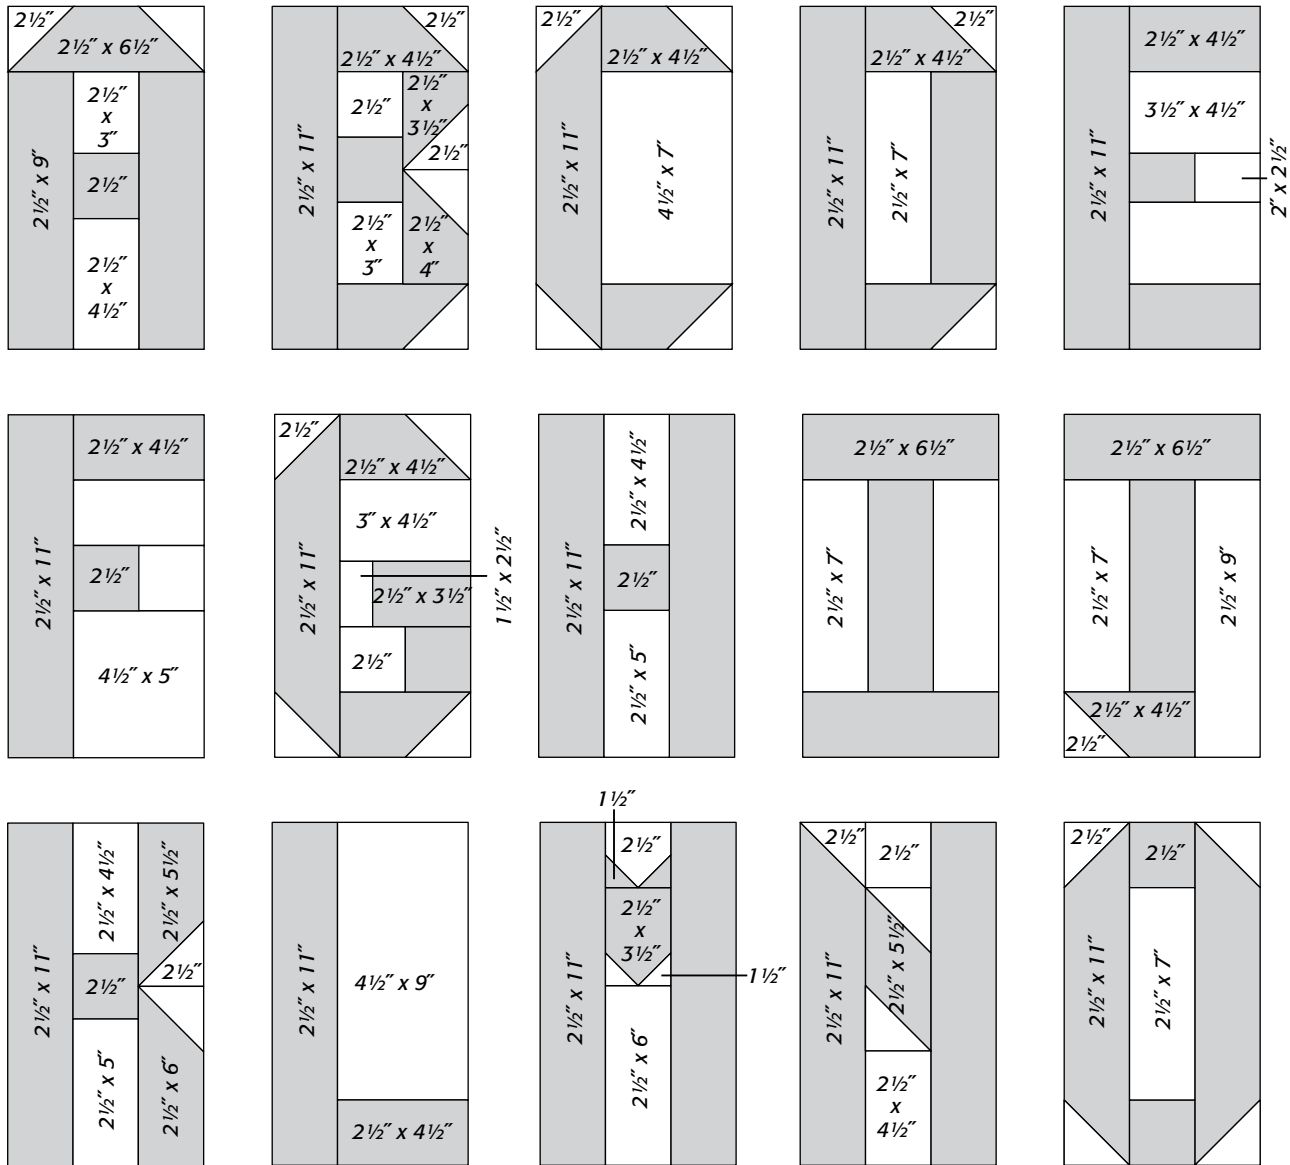 2½″
2½″ x 6½″
2½″
x
3″
2½″ x 9″
2½″
2½″
x
4½″
2½″
2½″ x 4½″
2½″ x 11″
2½″
2½″
x
3½″
2½″
2½″
x
3″
2½″
x
4″
2½″
2½″ x 4½″
2½″ x 11″
4½″ x 7″
2½″
2½″ x 4½″
2½″ x 11″
2½″ x 7″
2½″ x 4½″
3½″ x 4½″
2½″ x 11″
2″ x 2½″
2½″ x 4½″
2½″ x 11″
2½″
4½″ x 5″
2½″
2½″ x 4½″
3″ x 4½″
2½″ x 11″
1½″ x 2½″
2½″ x 3½″
2½″
2½″ x 4½″
2½″ x 11″
2½″
2½″ x 5″
2½″ x 6½″
2½″ x 7″
2½″ x 6½″
2½″ x 7″
2½″ x 9″
2½″ x 4½″
2½″
2½″ x 4½″
2½″ x 5½″
2½″ x 11″
2½″
2½″
2½″ x 5″
2½″ x 6″
2½″ x 11″
4½″ x 9″
2½″ x 4½″
1½″
2½″
2½″
x
3½″
1½″
2½″ x 11″
2½″ x 6″
2½″
2½″
2½″ x 5½″
2½″ x 11″
2½″
x
4½″
2½″
2½″
2½″ x 11″
2½″ x 7″